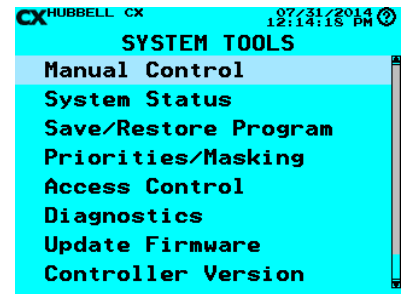 CX HUBBELL CX 07/31/2014 ?
12:14:18 PM
SYSTEM TOOLS
Manual Control
System Status
Save/Restore Program
Priorities/Masking
Access Control
Diagnostics
Update Firmware
Controller Version